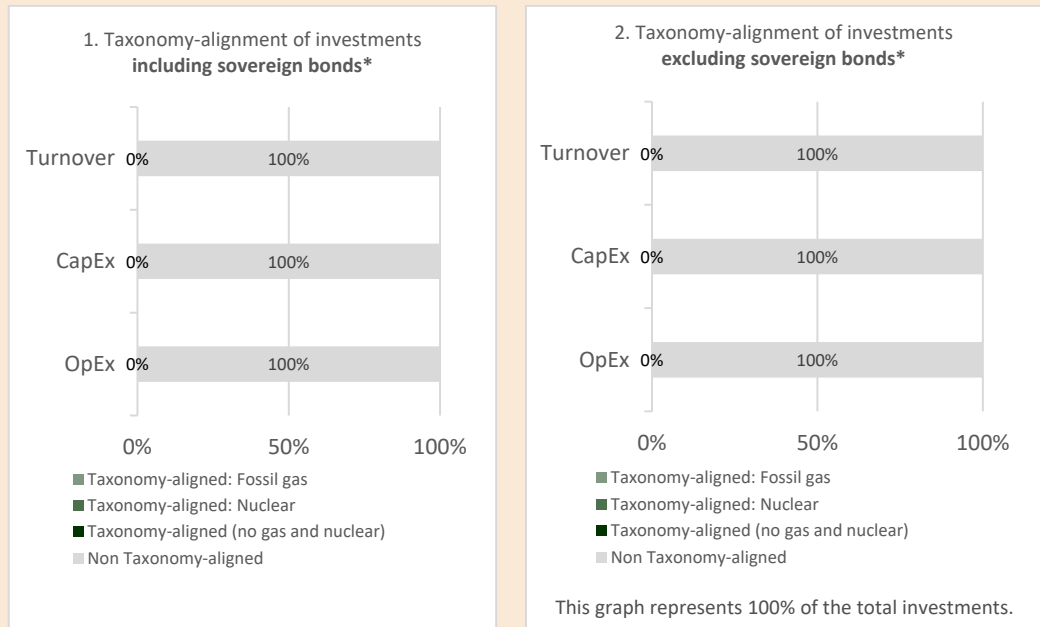 1. Taxonomy-alignment of investments
including sovereign bonds*
Turnover 0% 100%
CapEx 0% 100%
OpEx 0% 100%
0% 50% 100%
Taxonomy-aligned: Fossil gas
Taxonomy-aligned: Nuclear
Taxonomy-aligned (no gas and nuclear)
Non Taxonomy-aligned
2. Taxonomy-alignment of investments
excluding sovereign bonds*
Turnover 0% 100%
CapEx 0% 100%
OpEx 0% 100%
0% 50% 100%
Taxonomy-aligned: Fossil gas
Taxonomy-aligned: Nuclear
Taxonomy-aligned (no gas and nuclear)
Non Taxonomy-aligned
This graph represents 100% of the total investments.